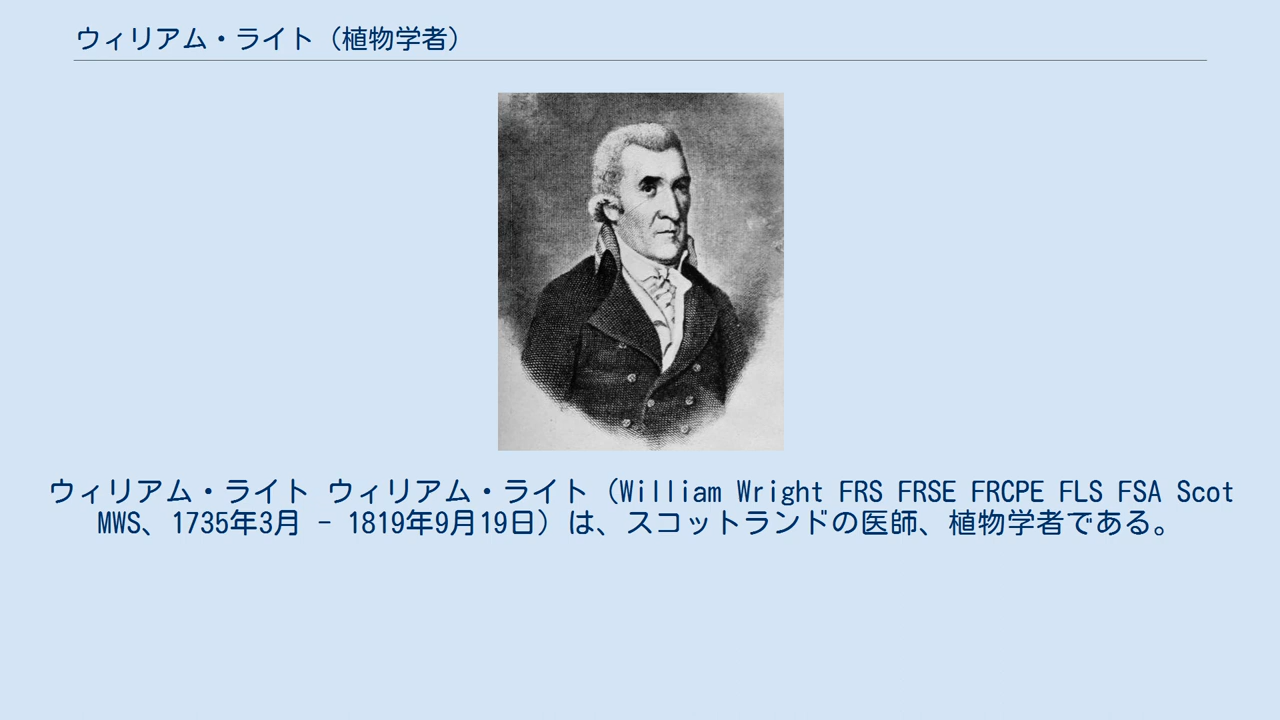 ウィリアム・ライト（植物学者）
ウィリアム・ライト ウィリアム・ライト（William Wright FRS FRSE FRCPE FLS FSA Scot
MWS、1735年3月 - 1819年9月19日）は、スコットランドの医師、植物学者である。